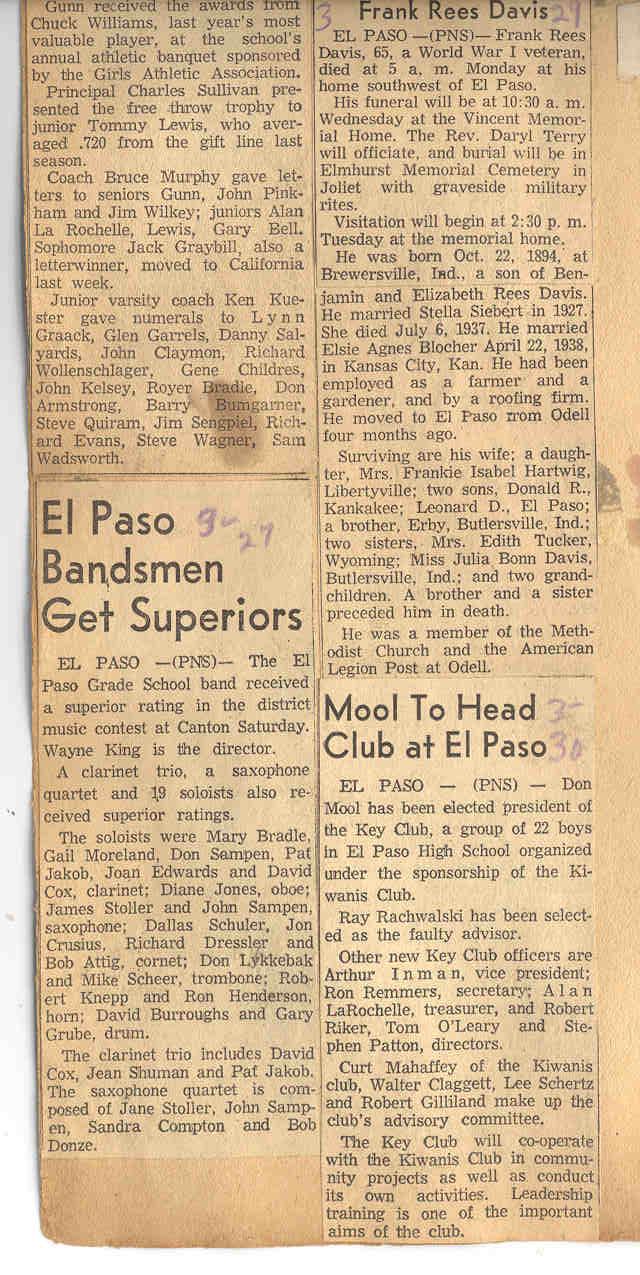 Gunn received the awards from
Chuck Williams, last year's most
valuable player, at the school's
annual athletic banquet sponsored
by the Girls Athletic Association.
Principal Charles Sullivan pre-
sented the free throw trophy to
junior Tommy Lewis, who aver-
aged .720 from the gift line last
season.
Coach Bruce Murphy gave let-
ters to seniors Gunn, John Pink-
ham and Jim Wilkey; juniors Alan
La Rochelle, Lewis, Gary Bell.
Sophomore Jack Graybill, also a
letterwinner, moved to California
last week.
Junior varsity coach Ken Kue-
ster gave numerals to Lynn
Graack, Glen Garrels, Danny Sal-
yards, John Claymon, Richard
Wollenschlager, Gene Childres,
John Kelsey, Royer Bradle, Don
Armstrong, Barry Bumgarner,
Steve Quiram, Jim Sengpiel, Rich-
ard Evans, Steve Wagner, Sam
Wadsworth.
El Paso 3-27
Bandsmen
Get Superiors
EL PASO —(PNS)— The El
Paso Grade School band received
a superior rating in the district
music contest at Canton Saturday.
Wayne King is the director.
A clarinet trio, a saxophone
quartet and 19 soloists also re-
ceived superior ratings.
The soloists were Mary Bradle,
Gail Moreland, Don Sampen, Pat
Jakob, Joan Edwards and David
Cox, clarinet; Diane Jones, oboe;
James Stoller and John Sampen,
saxophone; Dallas Schuler, Jon
Crusius, Richard Dressler and
Bob Attig, cornet; Don Lykkebak
and Mike Scheer, trombone; Rob-
ert Knepp and Ron Henderson,
horn; David Burroughs and Gary
Grube, drum.
The clarinet trio includes David
Cox, Jean Shuman and Pat Jakob.
The saxophone quartet is com-
posed of Jane Stoller, John Samp-
en, Sandra Compton and Bob
Donze.
3 Frank Rees Davis 29
EL PASO —(PNS)— Frank Rees
Davis, 65, a World War I veteran,
died at 5 a. m. Monday at his
home southwest of El Paso.
His funeral will be at 10:30 a. m.
Wednesday at the Vincent Memor-
ial Home. The Rev. Daryl Terry
will officiate, and burial will be in
Elmhurst Memorial Cemetery in
Joliet with graveside military
rites.
Visitation will begin at 2:30 p. m.
Tuesday at the memorial home.
He was born Oct. 22, 1894, at
Brewersville, Ind., a son of Ben-
jamin and Elizabeth Rees Davis.
He married Stella Siebert in 1927.
She died July 6, 1937. He married
Elsie Agnes Blocher April 22, 1938,
in Kansas City, Kan. He had been
employed as a farmer and a
gardener, and by a roofing firm.
He moved to El Paso from Odell
four months ago.
Surviving are his wife; a daugh-
ter, Mrs. Frankie Isabel Hartwig,
Libertyville; two sons, Donald R.,
Kankakee; Leonard D., El Paso;
a brother, Erby, Butlersville, Ind.;
two sisters, Mrs. Edith Tucker,
Wyoming; Miss Julia Bonn Davis,
Butlersville, Ind.; and two grand-
children. A brother and a sister
preceded him in death.
He was a member of the Meth-
odist Church and the American
Legion Post at Odell.
Mool To Head 3-
Club at El Paso 30
EL PASO — (PNS) — Don
Mool has been elected president of
the Key Club, a group of 22 boys
in El Paso High School organized
under the sponsorship of the Ki-
wanis Club.
Ray Rachwalski has been select-
ed as the faulty advisor.
Other new Key Club officers are
Arthur Inman, vice president;
Ron Remmers, secretary; Alan
LaRochelle, treasurer, and Robert
Riker, Tom O'Leary and Ste-
phen Patton, directors.
Curt Mahaffey of the Kiwanis
club, Walter Claggett, Lee Schertz
and Robert Gilliland make up the
club's advisory committee.
The Key Club will co-operate
with the Kiwanis Club in commu-
nity projects as well as conduct
its own activities. Leadership
training is one of the important
aims of the club.